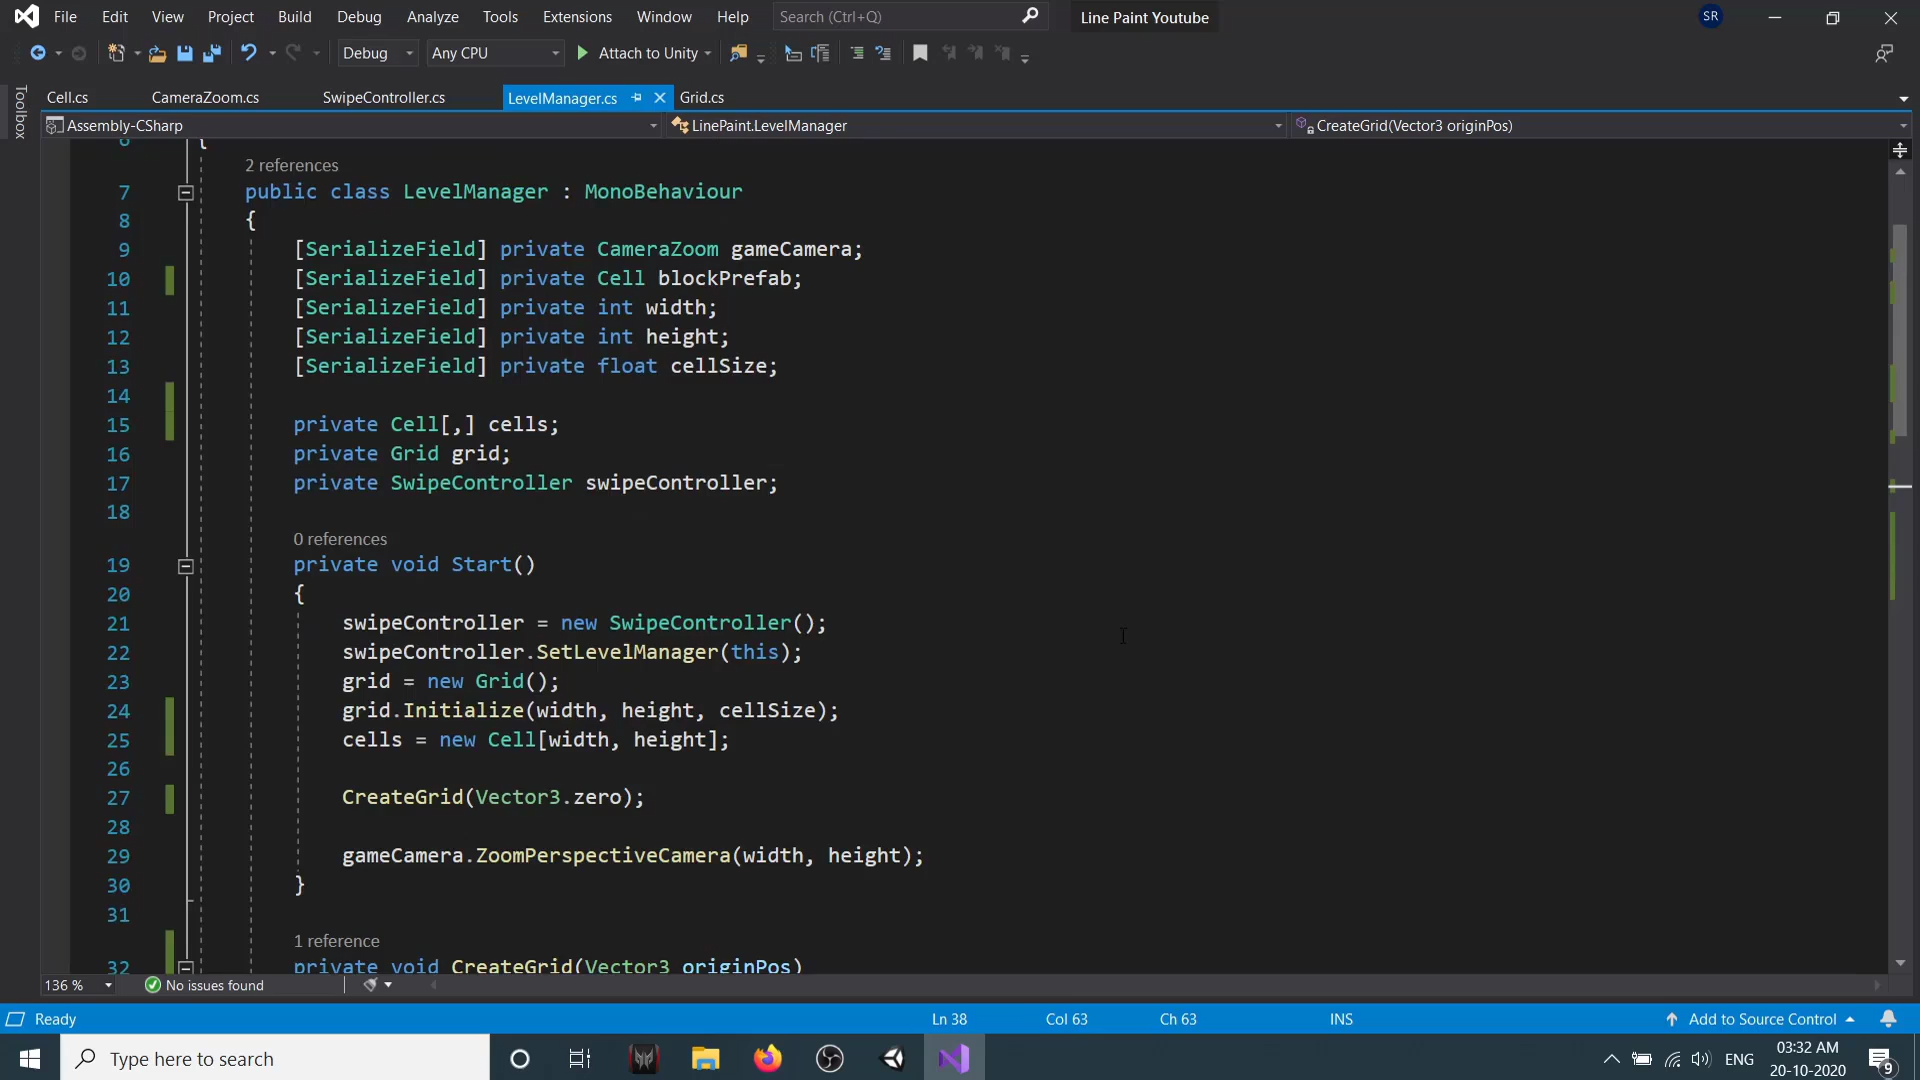 File Edit View Project Build Debug Analyze Tools Extensions Window Help Search (Ctrl+Q) Line Paint Youtube SR
Debug Any CPU Attach to Unity
Toolbox
Cell.cs CameraZoom.cs SwipeController.cs LevelManager.cs Grid.cs
Assembly-CSharp LinePaint.LevelManager CreateGrid(Vector3 originPos)
6 {
2 references
7 public class LevelManager : MonoBehaviour
8 {
9 [SerializeField] private CameraZoom gameCamera;
10 [SerializeField] private Cell blockPrefab;
11 [SerializeField] private int width;
12 [SerializeField] private int height;
13 [SerializeField] private float cellSize;
14
15 private Cell[,] cells;
16 private Grid grid;
17 private SwipeController swipeController;
18
0 references
19 private void Start()
20 {
21 swipeController = new SwipeController();
22 swipeController.SetLevelManager(this);
23 grid = new Grid();
24 grid.Initialize(width, height, cellSize);
25 cells = new Cell[width, height];
26
27 CreateGrid(Vector3.zero);
28
29 gameCamera.ZoomPerspectiveCamera(width, height);
30 }
31
1 reference
32 private void CreateGrid(Vector3 originPos)
136 % No issues found
Ready Ln 38 Col 63 Ch 63 INS Add to Source Control
Type here to search ENG 03:32 AM
20-10-2020 9